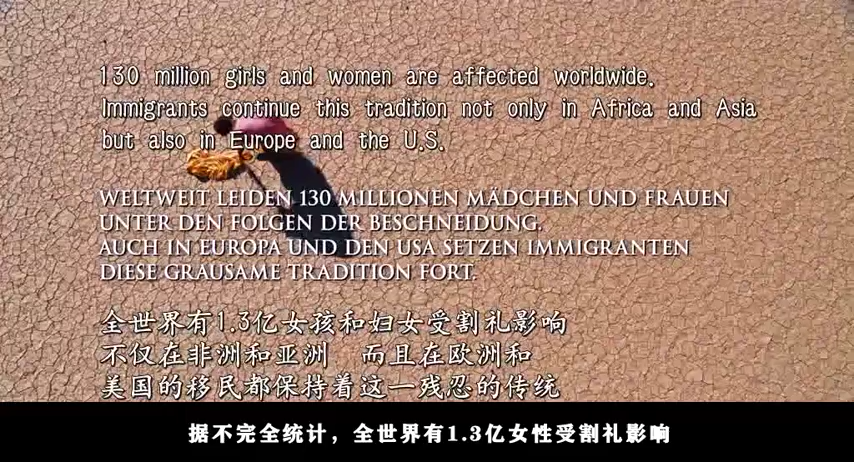 130 million girls and women are affected worldwide.
Immigrants continue this tradition not only in Africa and Asia
but also in Europe and the U.S.
WELTWEIT LEIDEN 130 MILLIONEN MÄDCHEN UND FRAUEN
UNTER DEN FOLGEN DER BESCHNEIDUNG.
AUCH IN EUROPA UND DEN USA SETZEN IMMIGRANTEN
DIESE GRAUSAME TRADITION FORT.
全世界有1.3亿女孩和妇女受割礼影响
不仅在非洲和亚洲 而且在欧洲和
美国的移民都保持着这一残忍的传统
据不完全统计，全世界有1.3亿女性受割礼影响